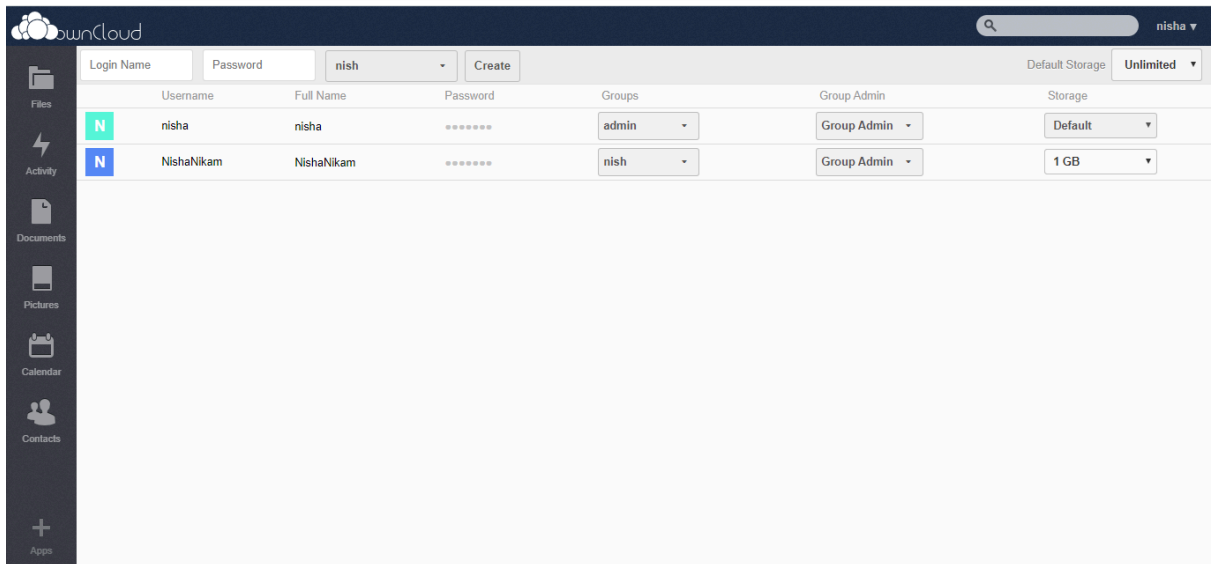 ownCloud nisha ▾
Login Name Password nish Create Default Storage Unlimited
Username Full Name Password Groups Group Admin Storage
N nisha nisha ●●●●●●● admin Group Admin Default
N NishaNikam NishaNikam ●●●●●●● nish Group Admin 1 GB
Files
Activity
Documents
Pictures
Calendar
Contacts
Apps